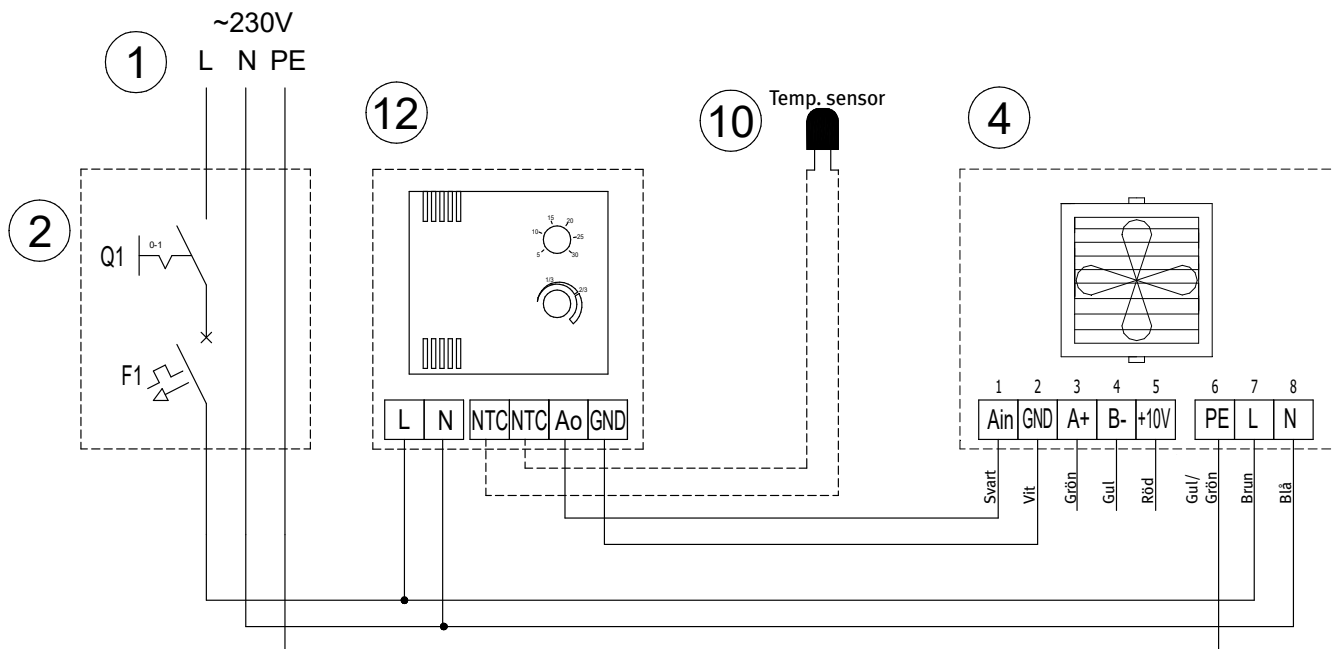 ~230V
L N PE
1
2
Q1
0-1
F1
12
5 10 15 20 25 30
1/3 2/3
L N NTC NTC Ao GND
10
Temp. sensor
4
1 2 3 4 5 6 7 8
Ain GND A+ B- +10V PE L N
Svart
Vit
Grön
Gul
Röd
Gul/
Grön
Brun
Blå